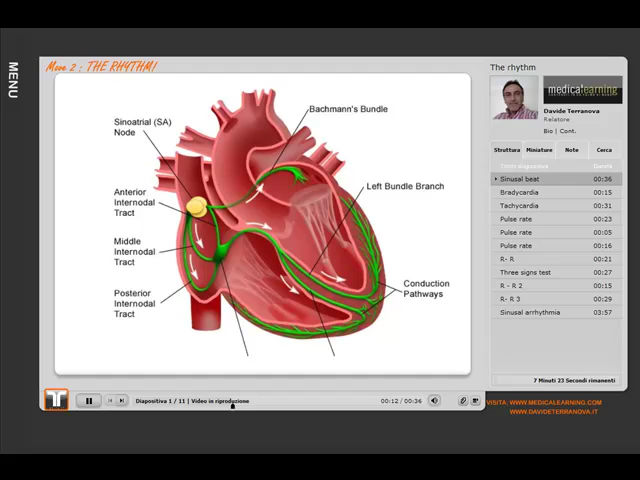 MENU
Move 2 : THE RHYTHM!
Bachmann's Bundle
Sinoatrial (SA)
Node
Left Bundle Branch
Anterior
Internodal
Tract
Middle
Internodal
Tract
Posterior
Internodal
Tract
Conduction
Pathways
Diapositiva 1 / 11 | Video in riproduzione
00:12 / 00:36
The rhythm
medicalearning
Davide Terranova
Relatore
Bio | Cont.
Struttura Miniature Note Cerca
Sinusal beat 00:36
Bradycardia 00:15
Tachycardia 00:31
Pulse rate 00:23
Pulse rate 00:05
Pulse rate 00:16
R- R 00:21
Three signs test 00:27
R - R 2 00:15
R- R 3 00:29
Sinusal arrhythmia 03:57
7 Minuti 23 Secondi rimanenti
VISITA: WWW.MEDICALEARNING.COM
WWW.DAVIDETERRANOVA.IT